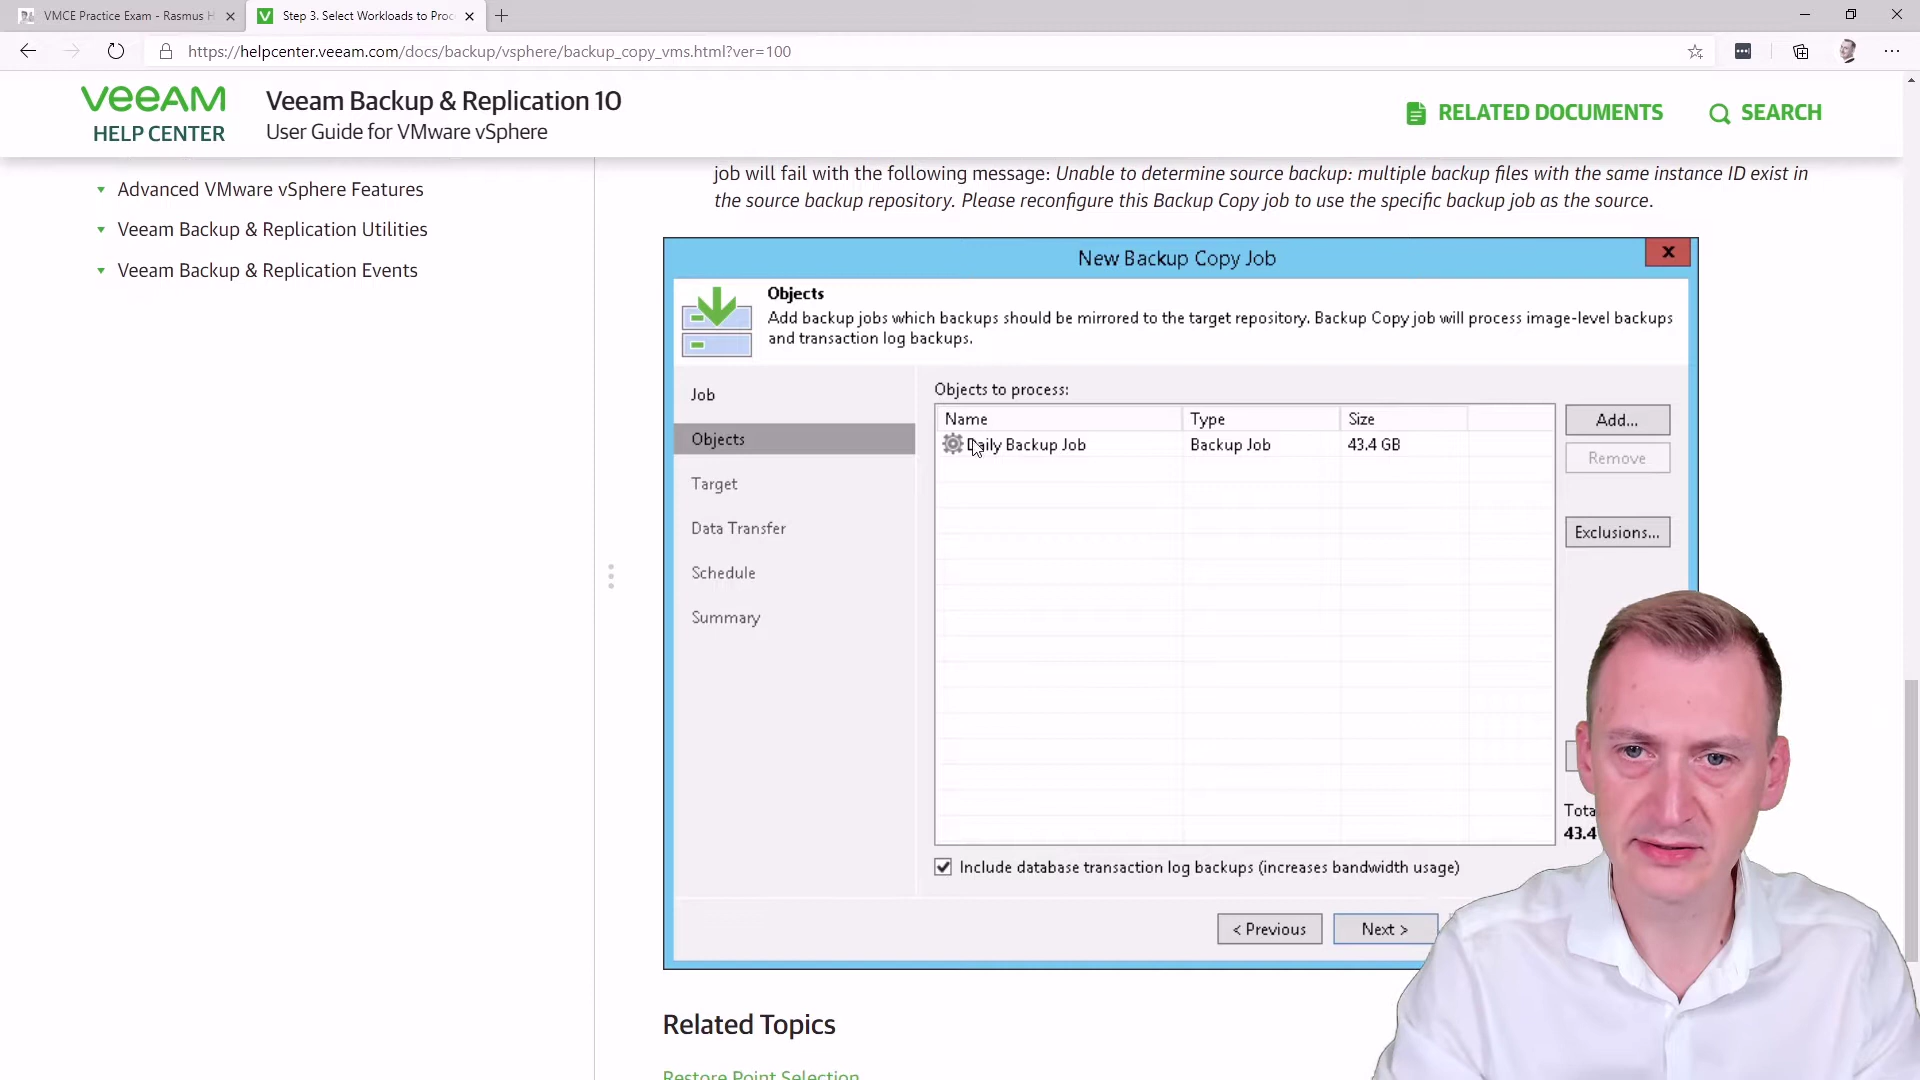 VMCE Practice Exam - Rasmus H
Step 3. Select Workloads to Proc
https://helpcenter.veeam.com/docs/backup/vsphere/backup_copy_vms.html?ver=100
veeAM
HELP CENTER
Veeam Backup & Replication 10
User Guide for VMware vSphere
RELATED DOCUMENTS
SEARCH
Advanced VMware vSphere Features
Veeam Backup & Replication Utilities
Veeam Backup & Replication Events
job will fail with the following message: Unable to determine source backup: multiple backup files with the same instance ID exist in
the source backup repository. Please reconfigure this Backup Copy job to use the specific backup job as the source.
New Backup Copy Job
Objects
Add backup jobs which backups should be mirrored to the target repository. Backup Copy job will process image-level backups
and transaction log backups.
Job
Objects
Target
Data Transfer
Schedule
Summary
Objects to process:
Name Type Size
Daily Backup Job Backup Job 43.4 GB
Add...
Remove
Exclusions...
Tota
43.4
Include database transaction log backups (increases bandwidth usage)
< Previous
Next >
Related Topics
Restore Point Selection